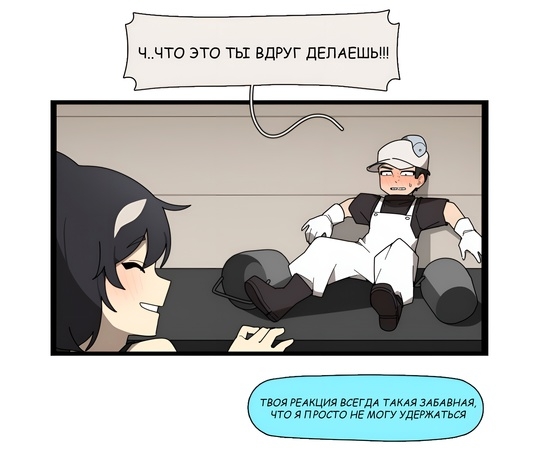 Ч..ЧТО ЭТО ТЫ ВДРУГ ДЕЛАЕШЬ!!!
ТВОЯ РЕАКЦИЯ ВСЕГДА ТАКАЯ ЗАБАВНАЯ,
ЧТО Я ПРОСТО НЕ МОГУ УДЕРЖАТЬСЯ